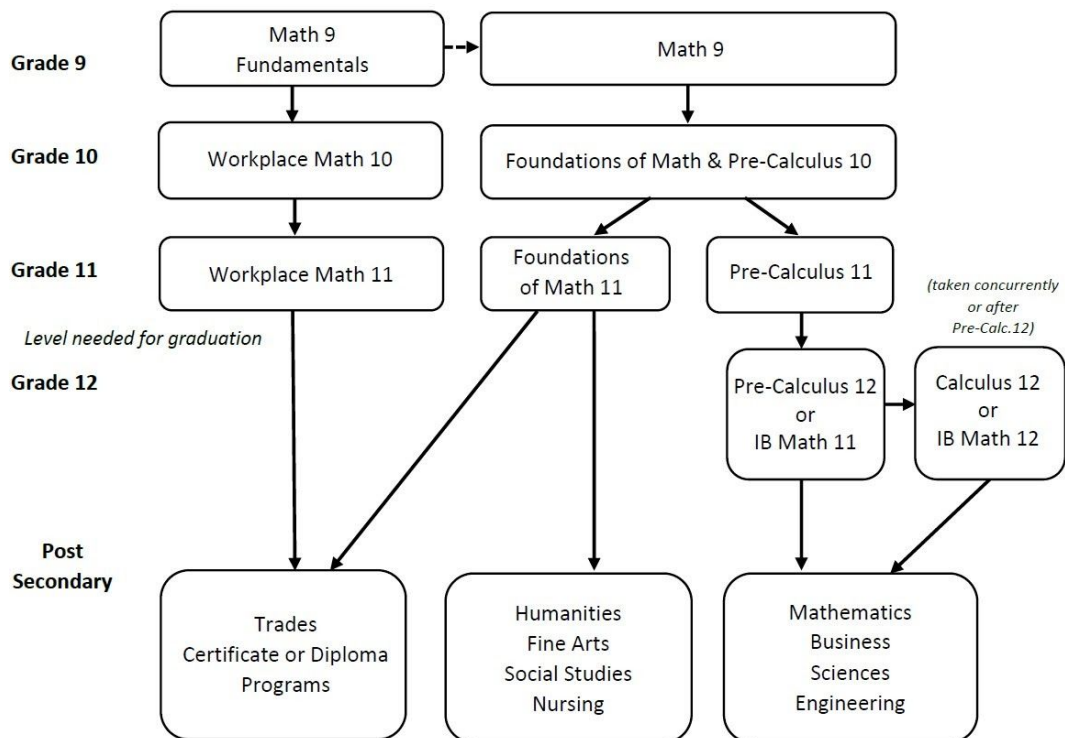 Grade 9
Math 9
Fundamentals
Math 9
Grade 10
Workplace Math 10
Foundations of Math & Pre-Calculus 10
Grade 11
Workplace Math 11
Foundations
of Math 11
Pre-Calculus 11
(taken concurrently
or after
Pre-Calc.12)
Level needed for graduation
Grade 12
Pre-Calculus 12
or
IB Math 11
Calculus 12
or
IB Math 12
Post
Secondary
Trades
Certificate or Diploma
Programs
Humanities
Fine Arts
Social Studies
Nursing
Mathematics
Business
Sciences
Engineering